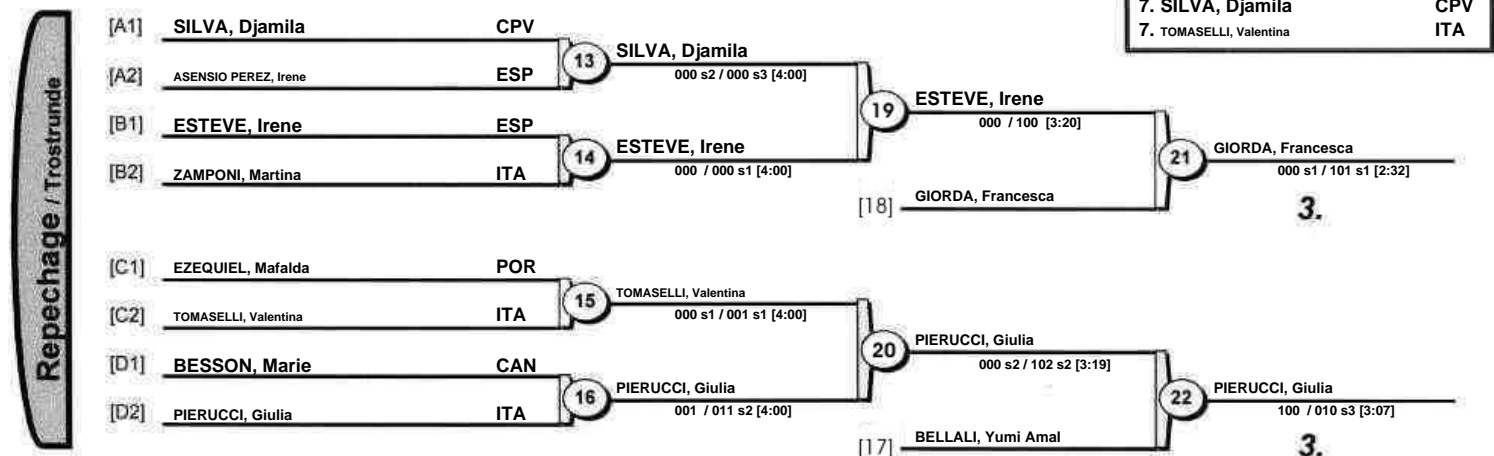 7. SILVA, Djamila CPV
7. TOMASELLI, Valentina ITA
Repechage / Trostrunde
[A1] SILVA, Djamila CPV
[A2] ASENSIO PEREZ, Irene ESP
13
SILVA, Djamila
000 s2 / 000 s3 [4:00]
[B1] ESTEVE, Irene ESP
[B2] ZAMPONI, Martina ITA
14
ESTEVE, Irene
000 / 000 s1 [4:00]
19
ESTEVE, Irene
000 / 100 [3:20]
[18] GIORDA, Francesca
21
GIORDA, Francesca
000 s1 / 101 s1 [2:32]
3.
[C1] EZEQUIEL, Mafalda POR
[C2] TOMASELLI, Valentina ITA
15
TOMASELLI, Valentina
000 s1 / 001 s1 [4:00]
[D1] BESSON, Marie CAN
[D2] PIERUCCI, Giulia ITA
16
PIERUCCI, Giulia
001 / 011 s2 [4:00]
20
PIERUCCI, Giulia
000 s2 / 102 s2 [3:19]
[17] BELLALI, Yumi Amal
22
PIERUCCI, Giulia
100 / 010 s3 [3:07]
3.